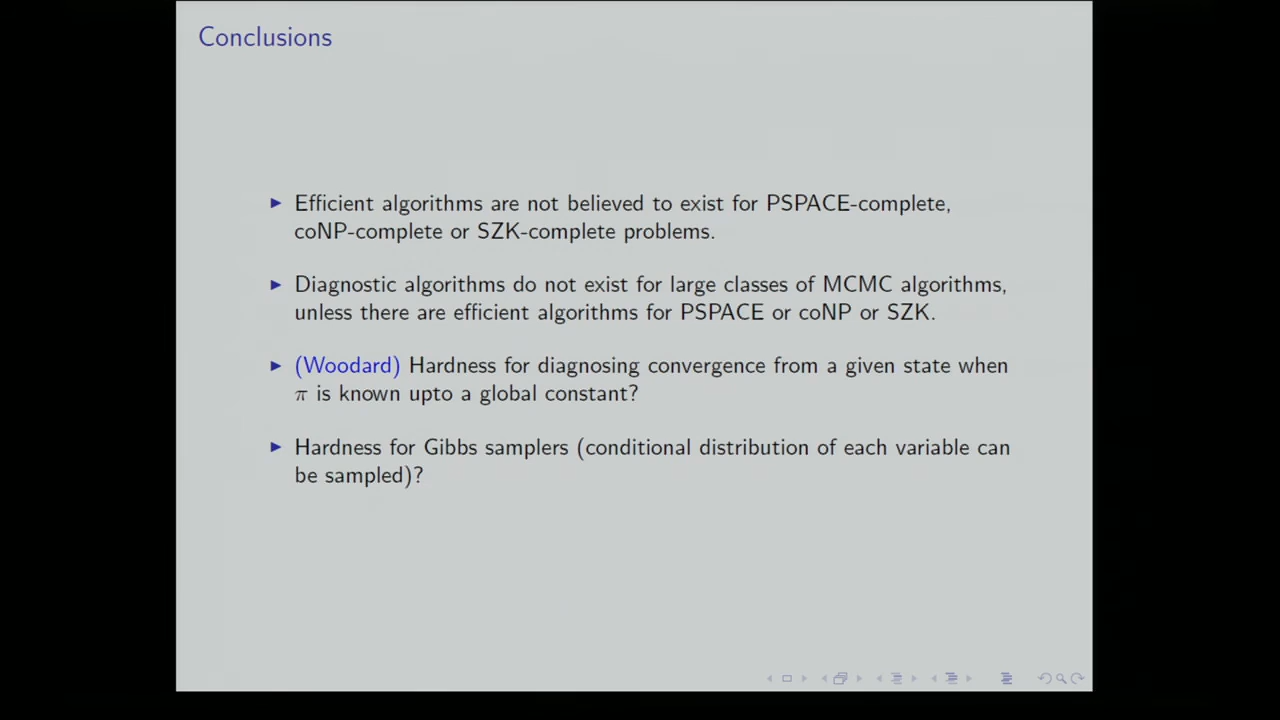 Conclusions
Efficient algorithms are not believed to exist for PSPACE-complete,
coNP-complete or SZK-complete problems.
Diagnostic algorithms do not exist for large classes of MCMC algorithms,
unless there are efficient algorithms for PSPACE or coNP or SZK.
(Woodard) Hardness for diagnosing convergence from a given state when
π is known upto a global constant?
Hardness for Gibbs samplers (conditional distribution of each variable can
be sampled)?